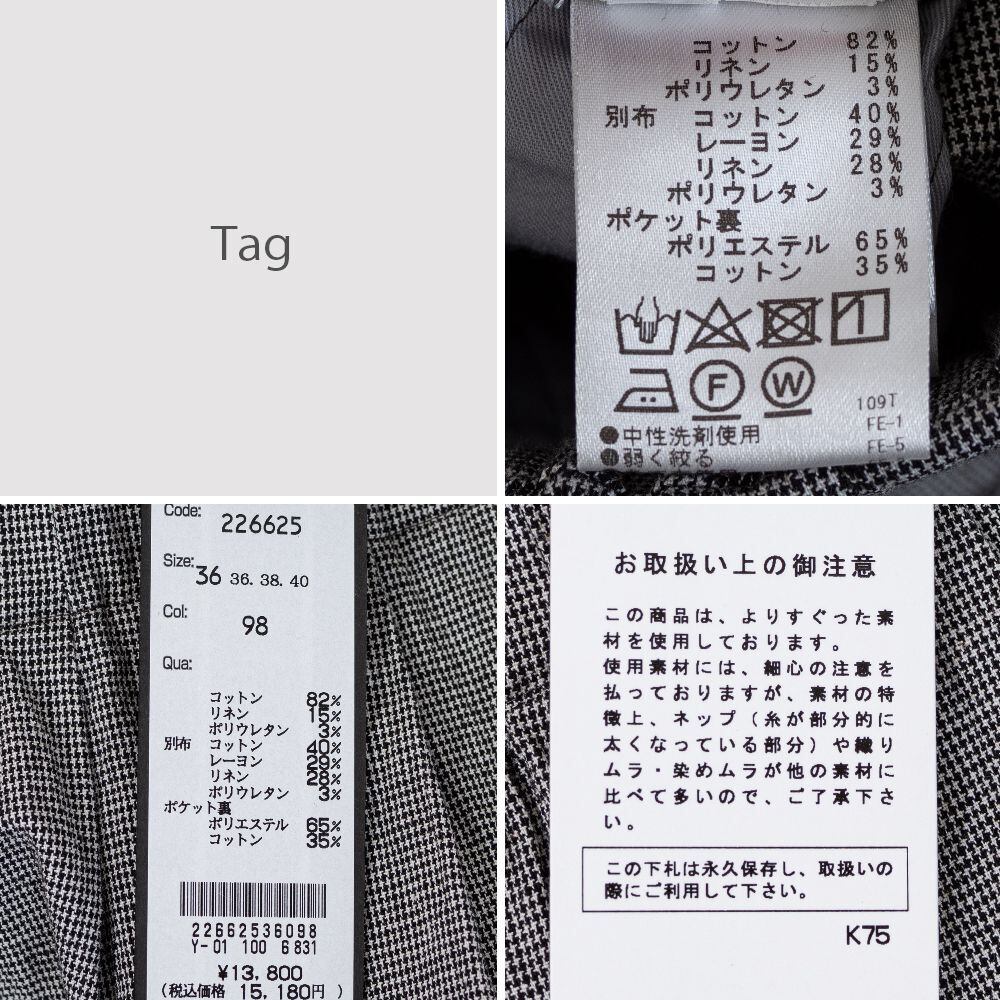 Tag
コットン 82%
リネン 15%
ポリウレタン 3%
別布 コットン 40%
レーヨン 29%
リネン 28%
ポリウレタン 3%
ポケット裏
ポリエステル 65%
コットン 35%
F W
109T
FE-1
FE-5
●中性洗剤使用
●弱く絞る
Code: 226625
Size: 36 36. 38. 40
Col: 98
Qua:
コットン 82%
リネン 15%
ポリウレタン 3%
別布 コットン 40%
レーヨン 29%
リネン 28%
ポリウレタン 3%
ポケット裏
ポリエステル 65%
コットン 35%
22662536098
Y-01 100 6831
¥13,800
(税込価格 15,180円 )
お取扱い上の御注意
この商品は、よりすぐった素
材を使用しております。
使用素材には、細心の注意を
払っておりますが、素材の特
徴上、ネップ(糸が部分的に
太くなっている部分)や織り
ムラ・染めムラが他の素材に
比べて多いので、ご了承下さ
い。
この下札は永久保存し、取扱いの
際にご利用して下さい。
K75